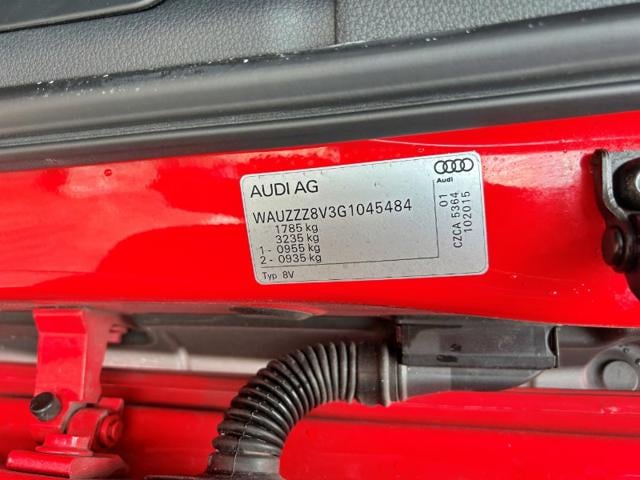 AUDI AG
Audi
WAUZZZ8V3G1045484
1785 kg
3235 kg
1 - 0955 kg
2 - 0935 kg
Typ 8V
01
CZCA 5364
102015